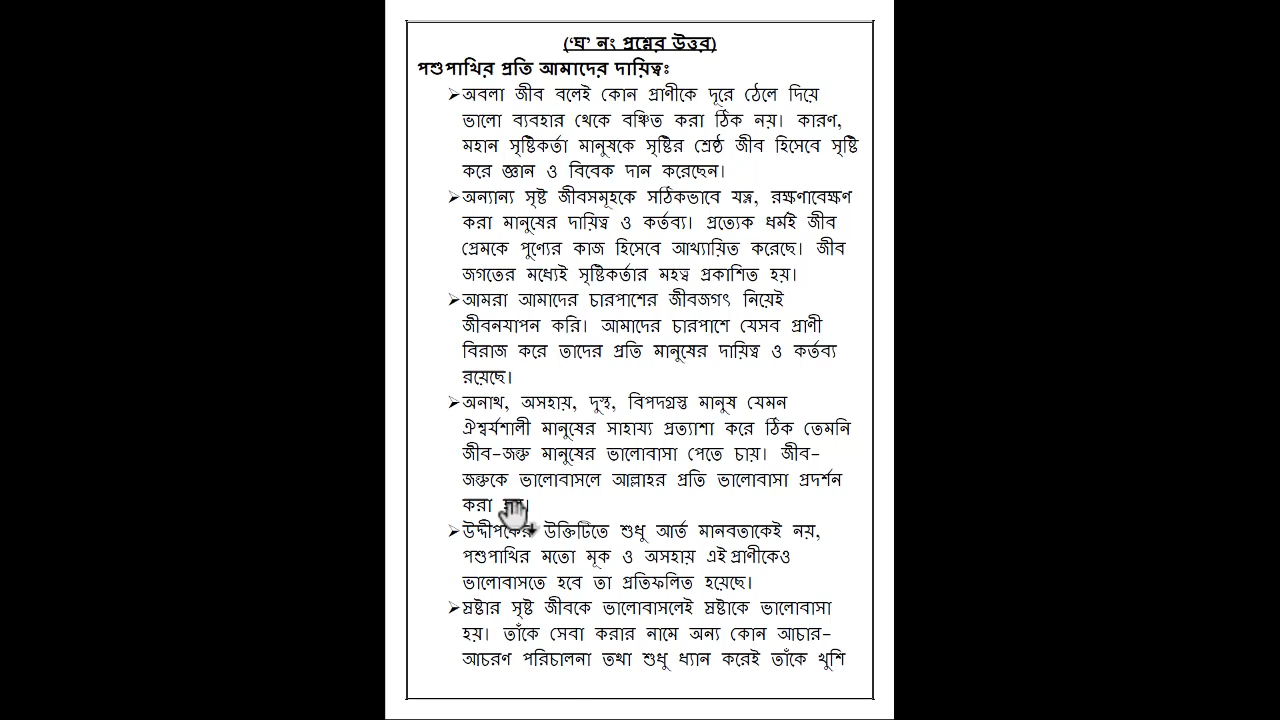 (‘ঘ’ নং প্রশ্নের উত্তর)
পশুপাখির প্রতি আমাদের দায়িত্বঃ
➢অবলা জীব বলেই কোন প্রাণীকে দূরে ঠেলে দিয়ে
ভালো ব্যবহার থেকে বঞ্চিত করা ঠিক নয়। কারণ,
মহান সৃষ্টিকর্তা মানুষকে সৃষ্টির শ্রেষ্ঠ জীব হিসেবে সৃষ্টি
করে জ্ঞান ও বিবেক দান করেছেন।
➢অন্যান্য সৃষ্ট জীবসমূহকে সঠিকভাবে যত্ন, রক্ষণাবেক্ষণ
করা মানুষের দায়িত্ব ও কর্তব্য। প্রত্যেক ধর্মই জীব
প্রেমকে পুণ্যের কাজ হিসেবে আখ্যায়িত করেছে। জীব
জগতের মধ্যেই সৃষ্টিকর্তার মহত্ব প্রকাশিত হয়।
➢আমরা আমাদের চারপাশের জীবজগৎ নিয়েই
জীবনযাপন করি। আমাদের চারপাশে যেসব প্রাণী
বিরাজ করে তাদের প্রতি মানুষের দায়িত্ব ও কর্তব্য
রয়েছে।
➢অনাথ, অসহায়, দুস্থ, বিপদগ্রস্ত মানুষ যেমন
ঐশ্বর্যশালী মানুষের সাহায্য প্রত্যাশা করে ঠিক তেমনি
জীব-জন্তু মানুষের ভালোবাসা পেতে চায়। জীব-
জন্তুকে ভালোবাসলে আল্লাহর প্রতি ভালোবাসা প্রদর্শন
করা
➢উদ্দীপকের উক্তিটিতে শুধু আর্ত মানবতাকেই নয়,
পশুপাখির মতো মূক ও অসহায় এই প্রাণীকেও
ভালোবাসতে হবে তা প্রতিফলিত হয়েছে।
➢স্রষ্টার সৃষ্ট জীবকে ভালোবাসলেই স্রষ্টাকে ভালোবাসা
হয়। তাঁকে সেবা করার নামে অন্য কোন আচার-
আচরণ পরিচালনা তথা শুধু ধ্যান করেই তাঁকে খুশি